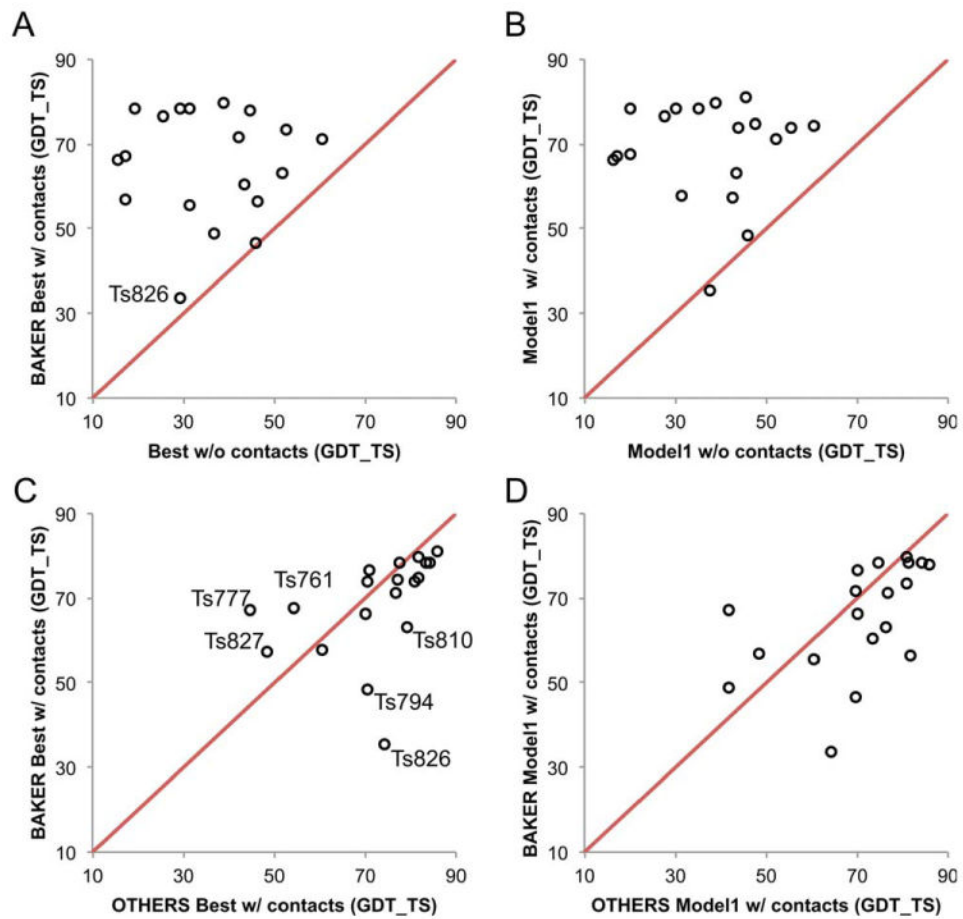 A
BAKER Best w/ contacts (GDT_TS)
90
70
50
30
10
Ts826
10 30 50 70 90
Best w/o contacts (GDT_TS)
B
Model1 w/ contacts (GDT_TS)
90
70
50
30
10
10 30 50 70 90
Model1 w/o contacts (GDT_TS)
C
BAKER Best w/ contacts (GDT_TS)
90
70
50
30
10
Ts777
Ts761
Ts827
Ts810
Ts794
Ts826
10 30 50 70 90
OTHERS Best w/ contacts (GDT_TS)
D
BAKER Model1 w/ contacts (GDT_TS)
90
70
50
30
10
10 30 50 70 90
OTHERS Model1 w/ contacts (GDT_TS)